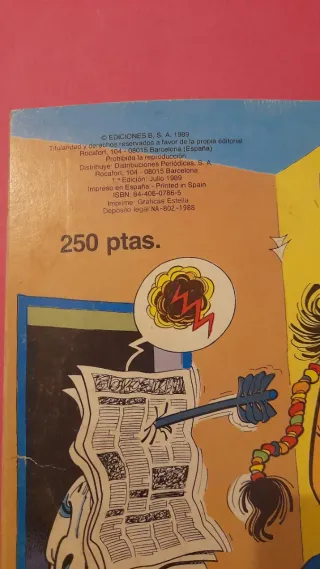 © EDICIONES B, S. A. 1989
Titularidad y derechos reservados a favor de la propia editorial
Rocafort, 104 - 08015 Barcelona (España)
Prohibida la reproducción
Distribuye: Distribuciones Periódicas, S. A.
Rocafort, 104 - 08015 Barcelona
1.ª Edición: Julio 1989
Impreso en España - Printed in Spain
ISBN: 84-406-0786-5
Imprime: Gráficas Estella
Depósito legal NA-802-1988
250 ptas.